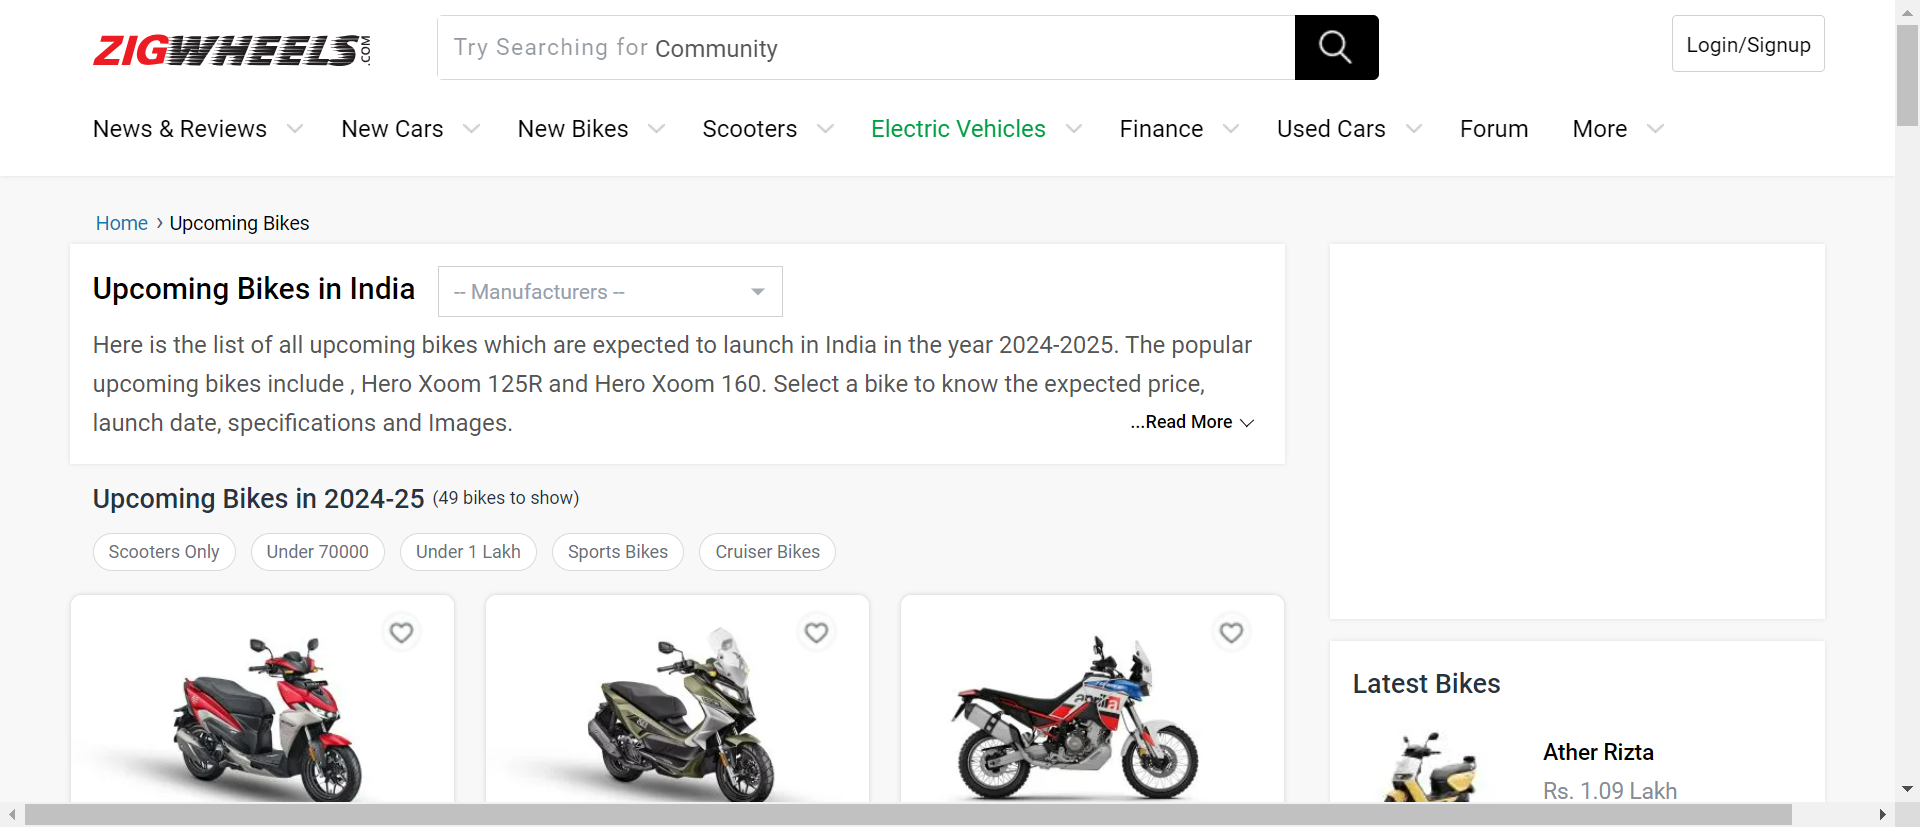 ZIGWHEELS.COM
Try Searching for Community
Login/Signup
News & Reviews
New Cars
New Bikes
Scooters
Electric Vehicles
Finance
Used Cars
Forum
More
Home › Upcoming Bikes
Upcoming Bikes in India
-- Manufacturers --
Here is the list of all upcoming bikes which are expected to launch in India in the year 2024-2025. The popular
upcoming bikes include , Hero Xoom 125R and Hero Xoom 160. Select a bike to know the expected price,
launch date, specifications and Images.
...Read More
Upcoming Bikes in 2024-25 (49 bikes to show)
Scooters Only
Under 70000
Under 1 Lakh
Sports Bikes
Cruiser Bikes
aprilia
Latest Bikes
Ather Rizta
Rs. 1.09 Lakh